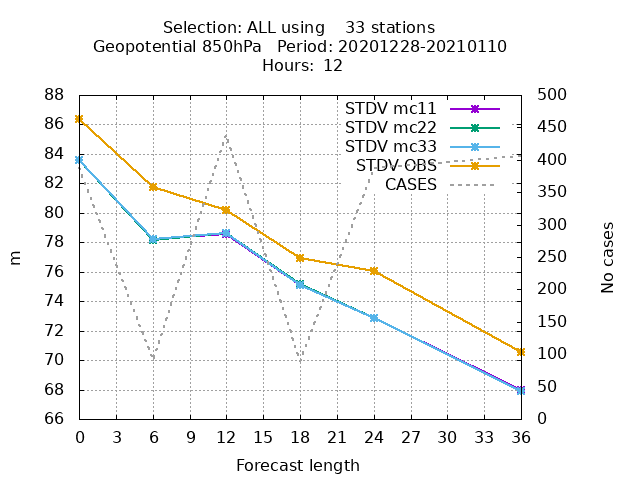 Selection: ALL using    33 stations
Geopotential 850hPa   Period: 20201228-20210110
Hours:  12
STDV mc11
STDV mc22
STDV mc33
STDV OBS
CASES
88
86
84
82
80
78
76
74
72
70
68
66
m
500
450
400
350
300
250
200
150
100
50
0
No cases
0 3 6 9 12 15 18 21 24 27 30 33 36
Forecast length